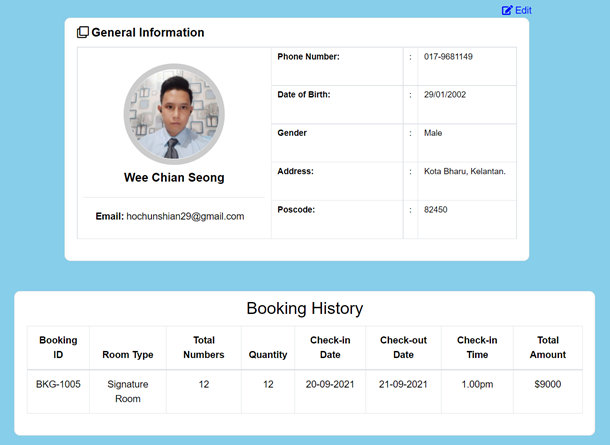 Edit
General Information
Wee Chian Seong
Email: hochunshian29@gmail.com
Phone Number: : 017-9681149
Date of Birth: : 29/01/2002
Gender : Male
Address: : Kota Bharu, Kelantan.
Poscode: : 82450
Booking History
Booking ID Room Type Total Numbers Quantity Check-in Date Check-out Date Check-in Time Total Amount
BKG-1005 Signature Room 12 12 20-09-2021 21-09-2021 1.00pm $9000